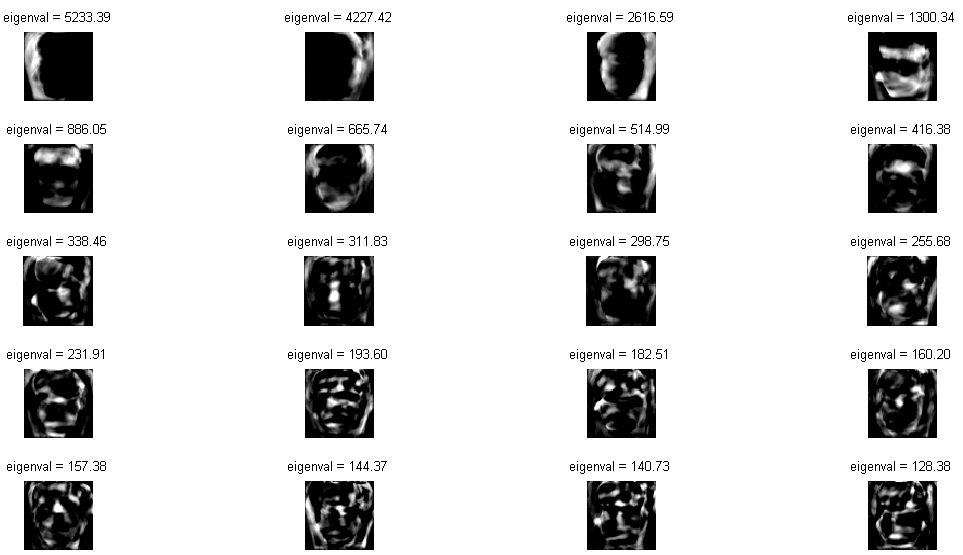 eigenval = 5233.39 eigenval = 4227.42 eigenval = 2616.59 eigenval = 1300.34
eigenval = 886.05 eigenval = 665.74 eigenval = 514.99 eigenval = 416.38
eigenval = 338.46 eigenval = 311.83 eigenval = 298.75 eigenval = 255.68
eigenval = 231.91 eigenval = 193.60 eigenval = 182.51 eigenval = 160.20
eigenval = 157.38 eigenval = 144.37 eigenval = 140.73 eigenval = 128.38